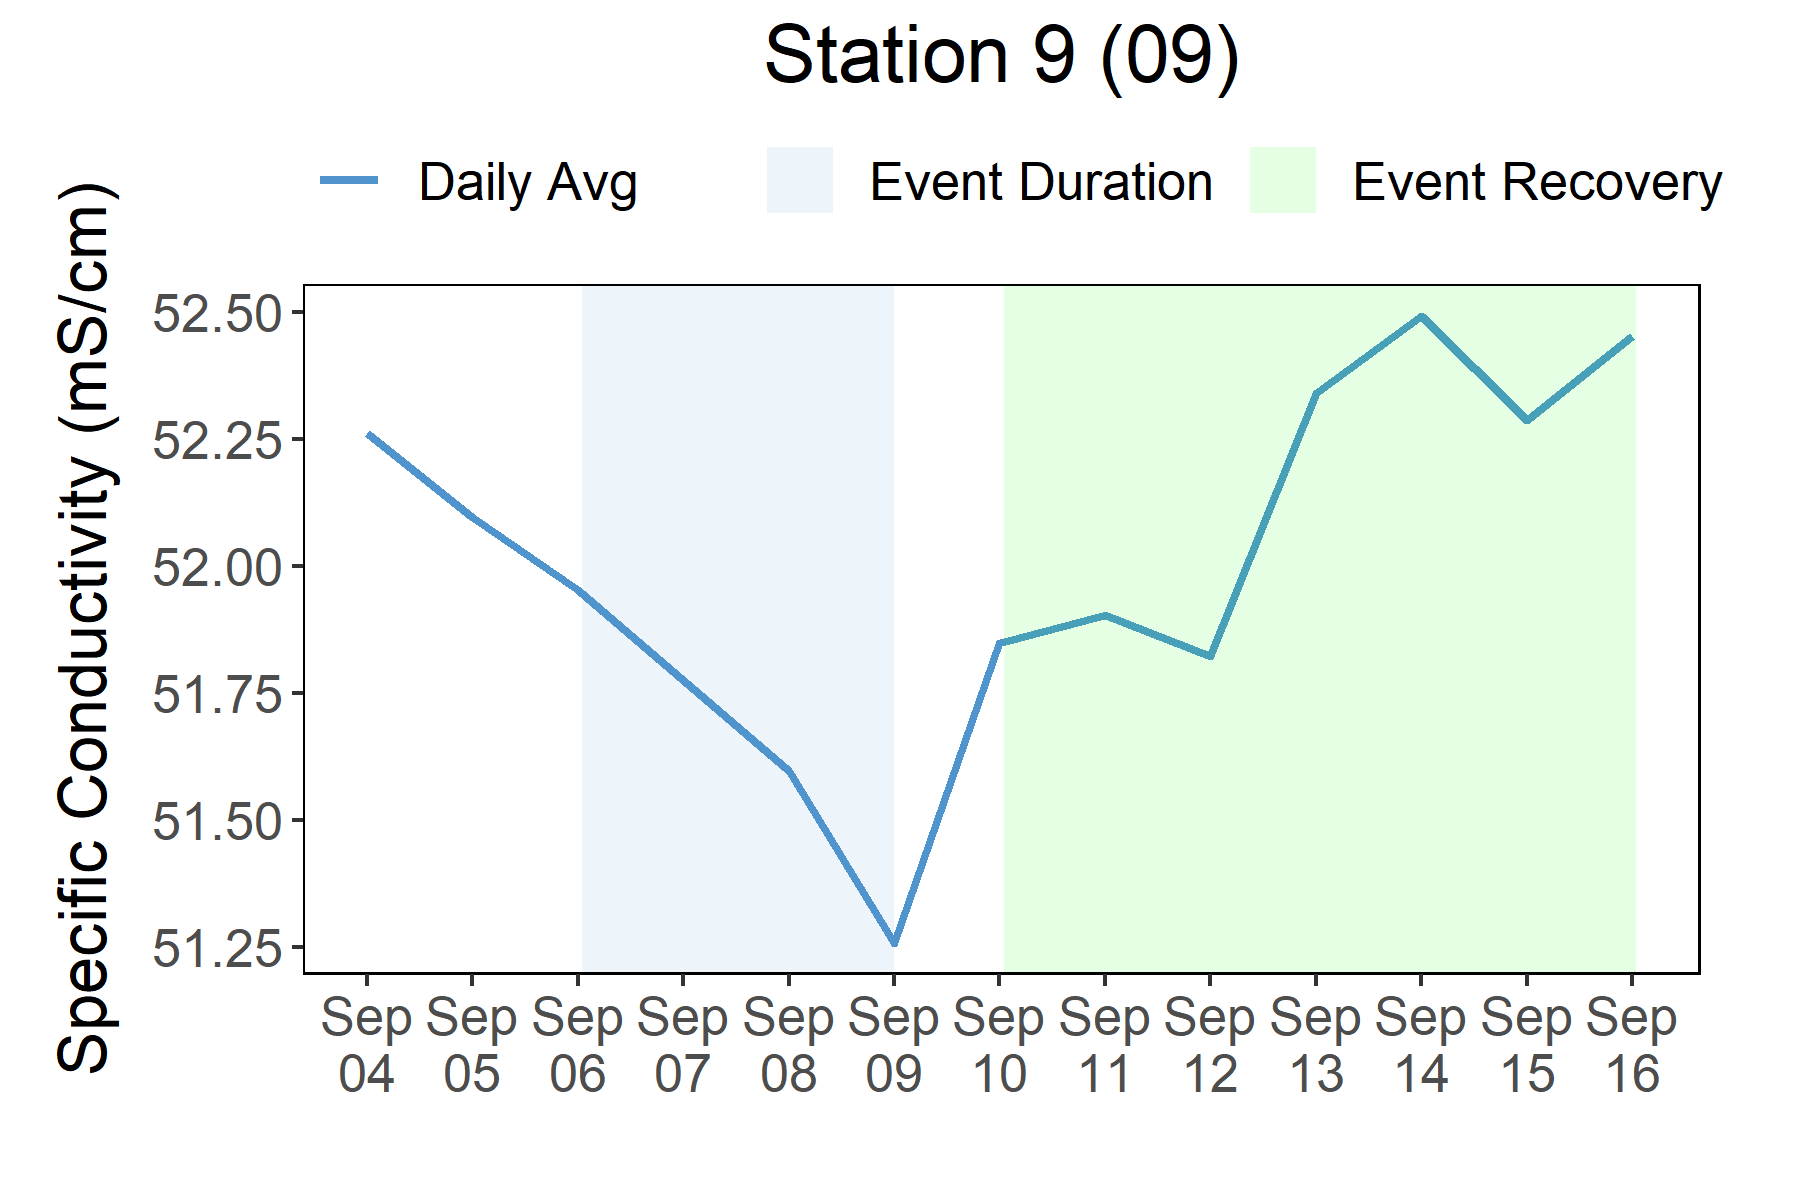 Station 9 (09)
Daily Avg
Event Duration
Event Recovery
Specific Conductivity (mS/cm)
52.50
52.25
52.00
51.75
51.50
51.25
Sep 04
Sep 05
Sep 06
Sep 07
Sep 08
Sep 09
Sep 10
Sep 11
Sep 12
Sep 13
Sep 14
Sep 15
Sep 16